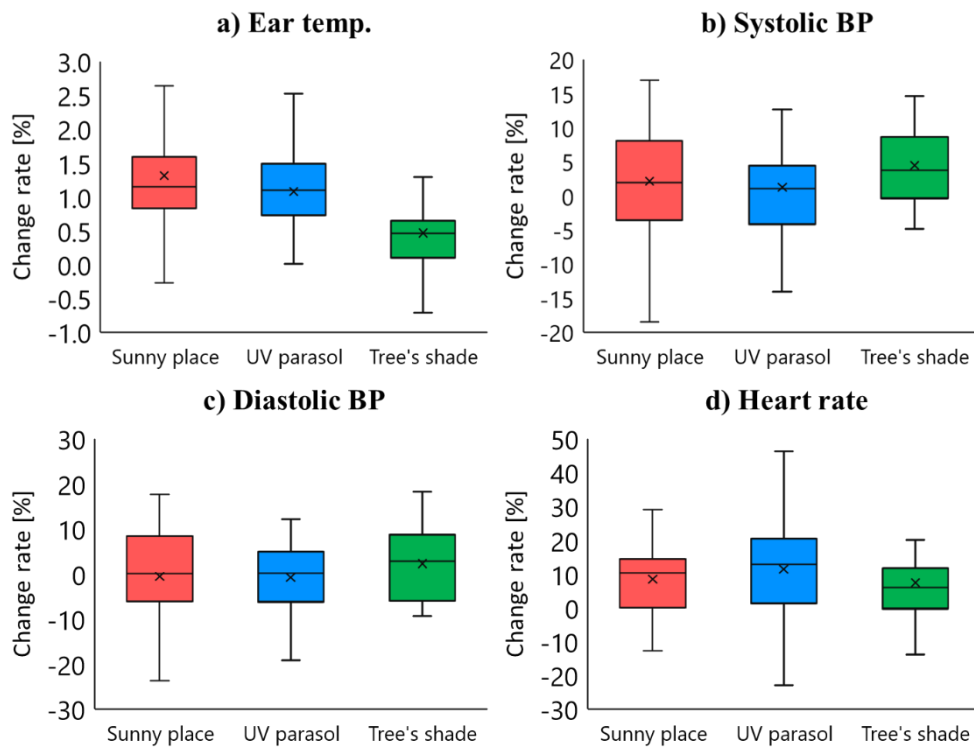 a) Ear temp.
Change rate [%]
3.0
2.5
2.0
1.5
1.0
0.5
0.0
-0.5
-1.0
Sunny place UV parasol Tree's shade
b) Systolic BP
Change rate [%]
20
15
10
5
0
-5
-10
-15
-20
Sunny place UV parasol Tree's shade
c) Diastolic BP
Change rate [%]
30
20
10
0
-10
-20
-30
Sunny place UV parasol Tree's shade
d) Heart rate
Change rate [%]
50
40
30
20
10
0
-10
-20
-30
Sunny place UV parasol Tree's shade